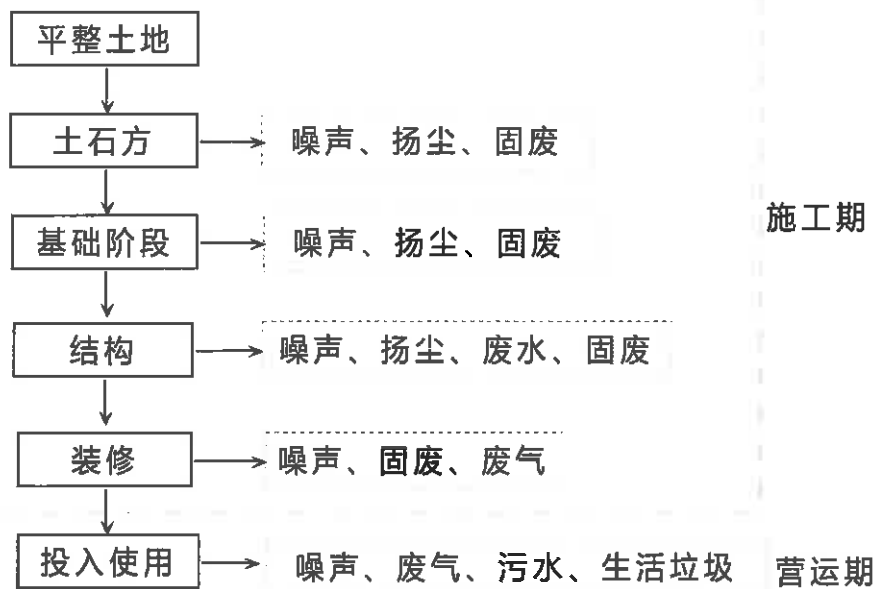 平整土地
土石方
噪声、扬尘、固废
施工期
基础阶段
噪声、扬尘、固废
结构
噪声、扬尘、废水、固废
装修
噪声、固废、废气
投入使用
噪声、废气、污水、生活垃圾
营运期